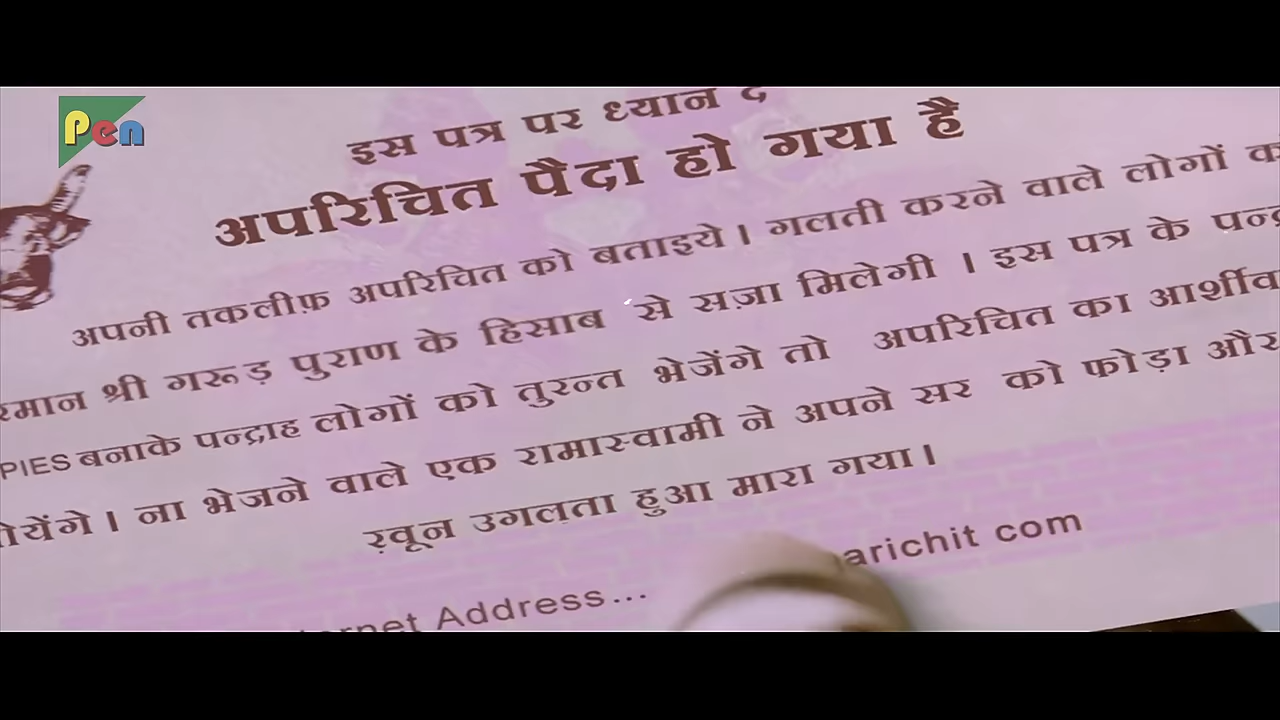 Pen
इस पत्र पर ध्यान
अपरिचित पैदा हो गया है
अपनी तकलीफ़ अपरिचित को बताइये। गलती करने वाले लोगों
श्री गरूड़ पुराण के हिसाब से सज़ा मिलेगी । इस पत्र के
PIES बनाके पन्द्राह लोगों को तुरन्त भेजेंगे तो अपरिचित का
ना भेजने वाले एक रामास्वामी ने अपने सर को फोड़ा और
ख़ून उगलता हुआ मारा गया।
Address... arichit com